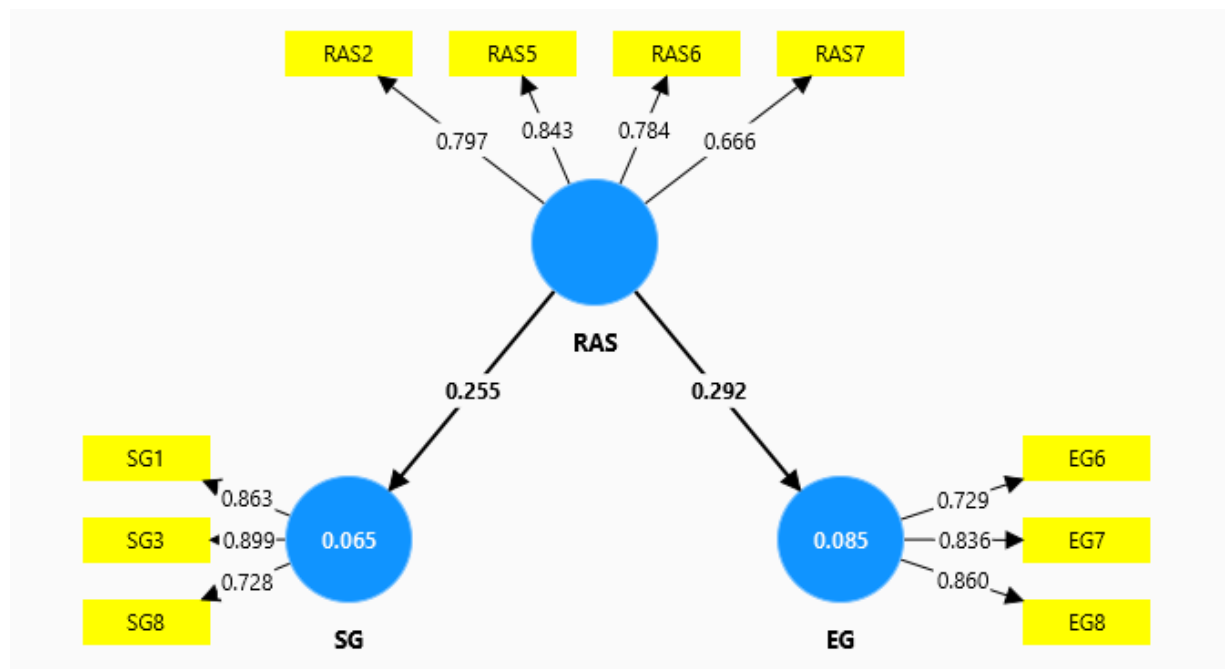 RAS2 RAS5 RAS6 RAS7
0.797 0.843 0.784 0.666
RAS
0.255 0.292
SG1 EG6
0.863 0.729
SG3 0.899 0.065 0.085 0.836 EG7
0.728 0.860
SG8 EG8
SG EG